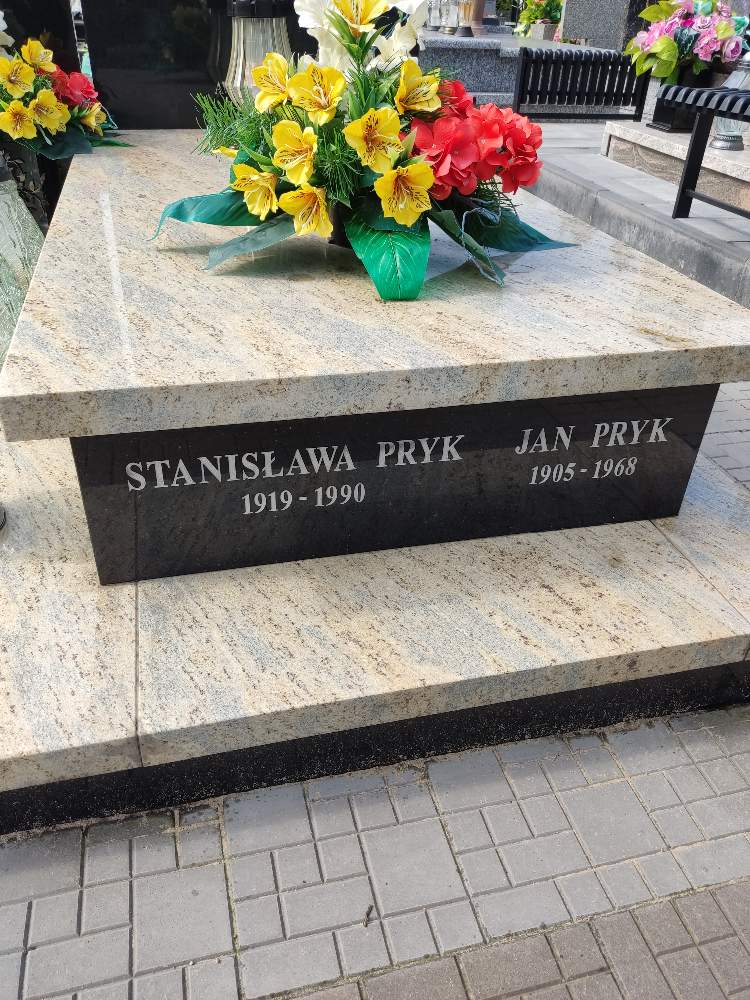 STANISŁAWA PRYK
1919 - 1990
JAN PRYK
1905 - 1968